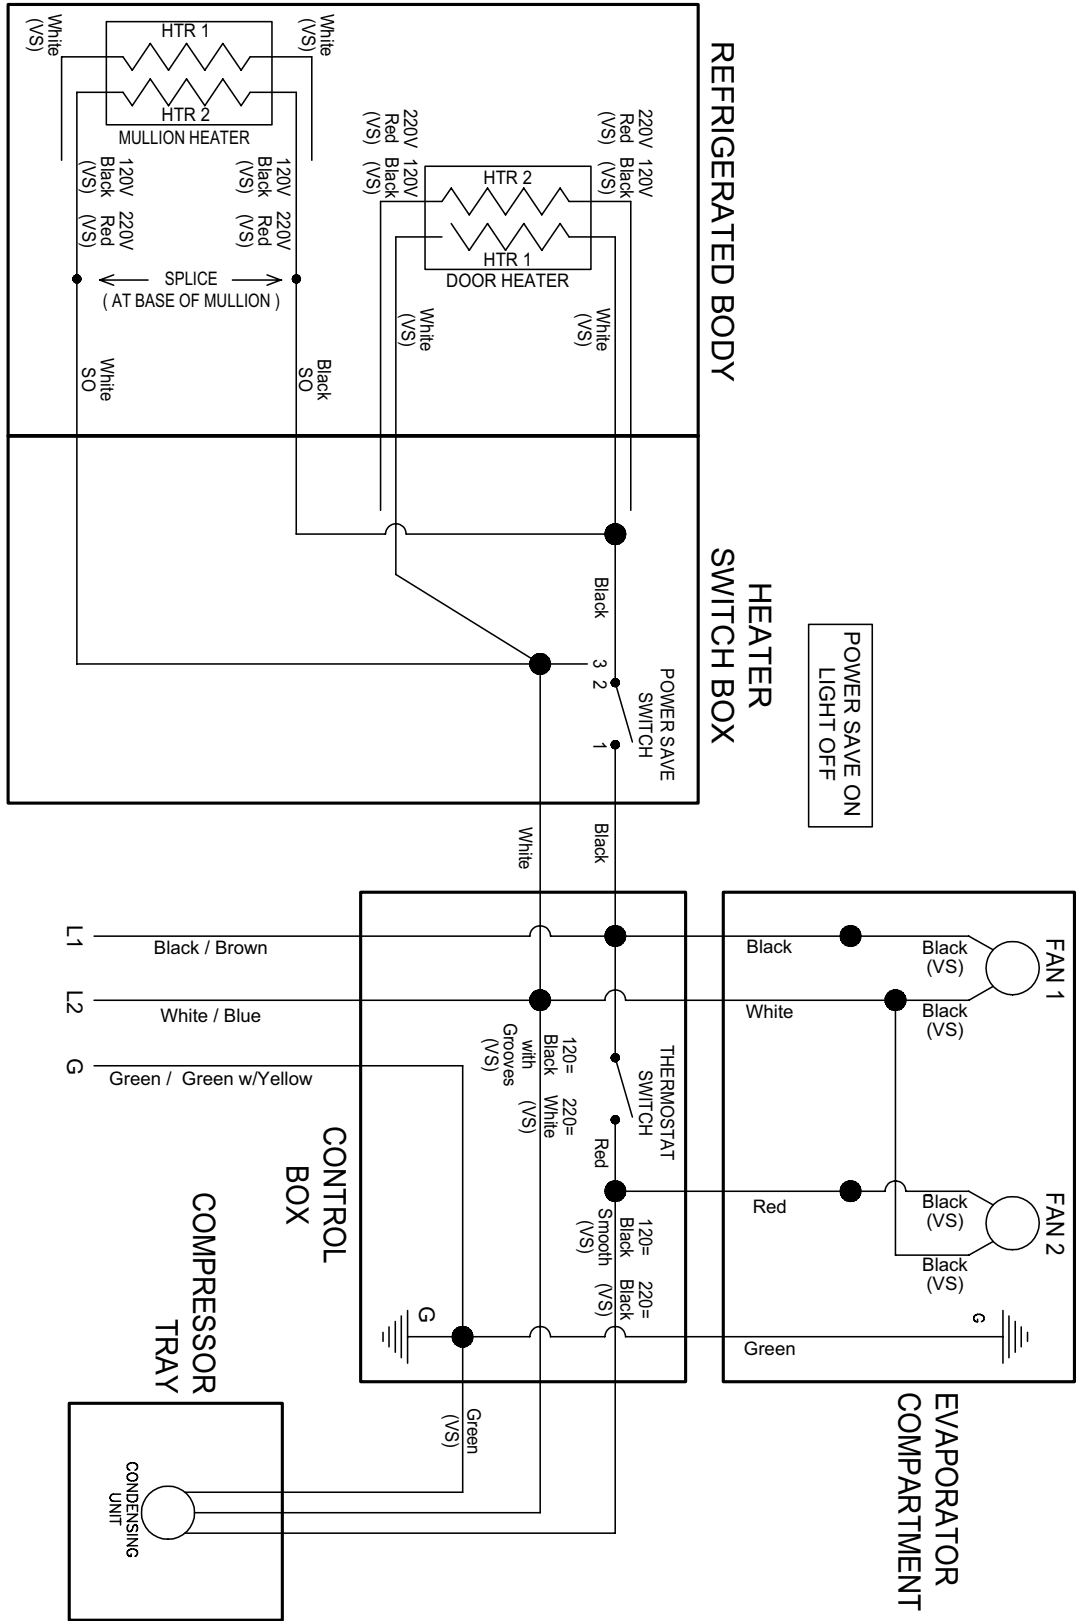 REFRIGERATED BODY
White
(VS)
HTR 1
HTR 2
MULLION HEATER
White
(VS)
120V
Black
(VS)
220V
Red
(VS)
120V
Black
(VS)
220V
Red
(VS)
SPLICE
( AT BASE OF MULLION )
White
SO
Black
SO
220V
Red
(VS)
120V
Black
(VS)
HTR 2
HTR 1
DOOR HEATER
220V
Red
(VS)
120V
Black
(VS)
White
(VS)
White
(VS)
HEATER
SWITCH BOX
Black
3
2
1
POWER SAVE
SWITCH
POWER SAVE ON
LIGHT OFF
White
Black
L1
Black / Brown
L2
White / Blue
G
Green / Green w/Yellow
CONTROL
BOX
120=
Black
with
Grooves
(VS)
220=
White
(VS)
THERMOSTAT
SWITCH
Red
120=
Black
Smooth
(VS)
220=
Black
(VS)
G
Black
White
Red
Green
FAN 1
Black
(VS)
Black
(VS)
FAN 2
Black
(VS)
Black
(VS)
G
EVAPORATOR
COMPARTMENT
COMPRESSOR
TRAY
Green
(VS)
CONDENSING
UNIT